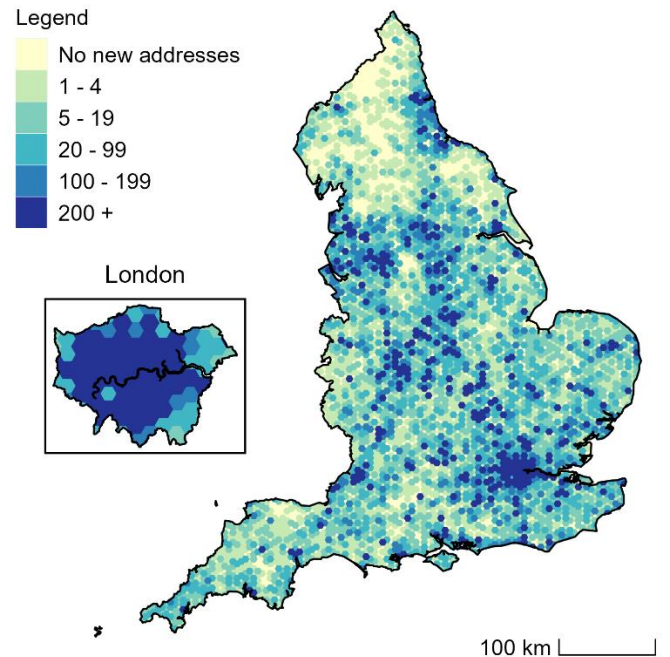 Legend
No new addresses
1 - 4
5 - 19
20 - 99
100 - 199
200 +
London
100 km